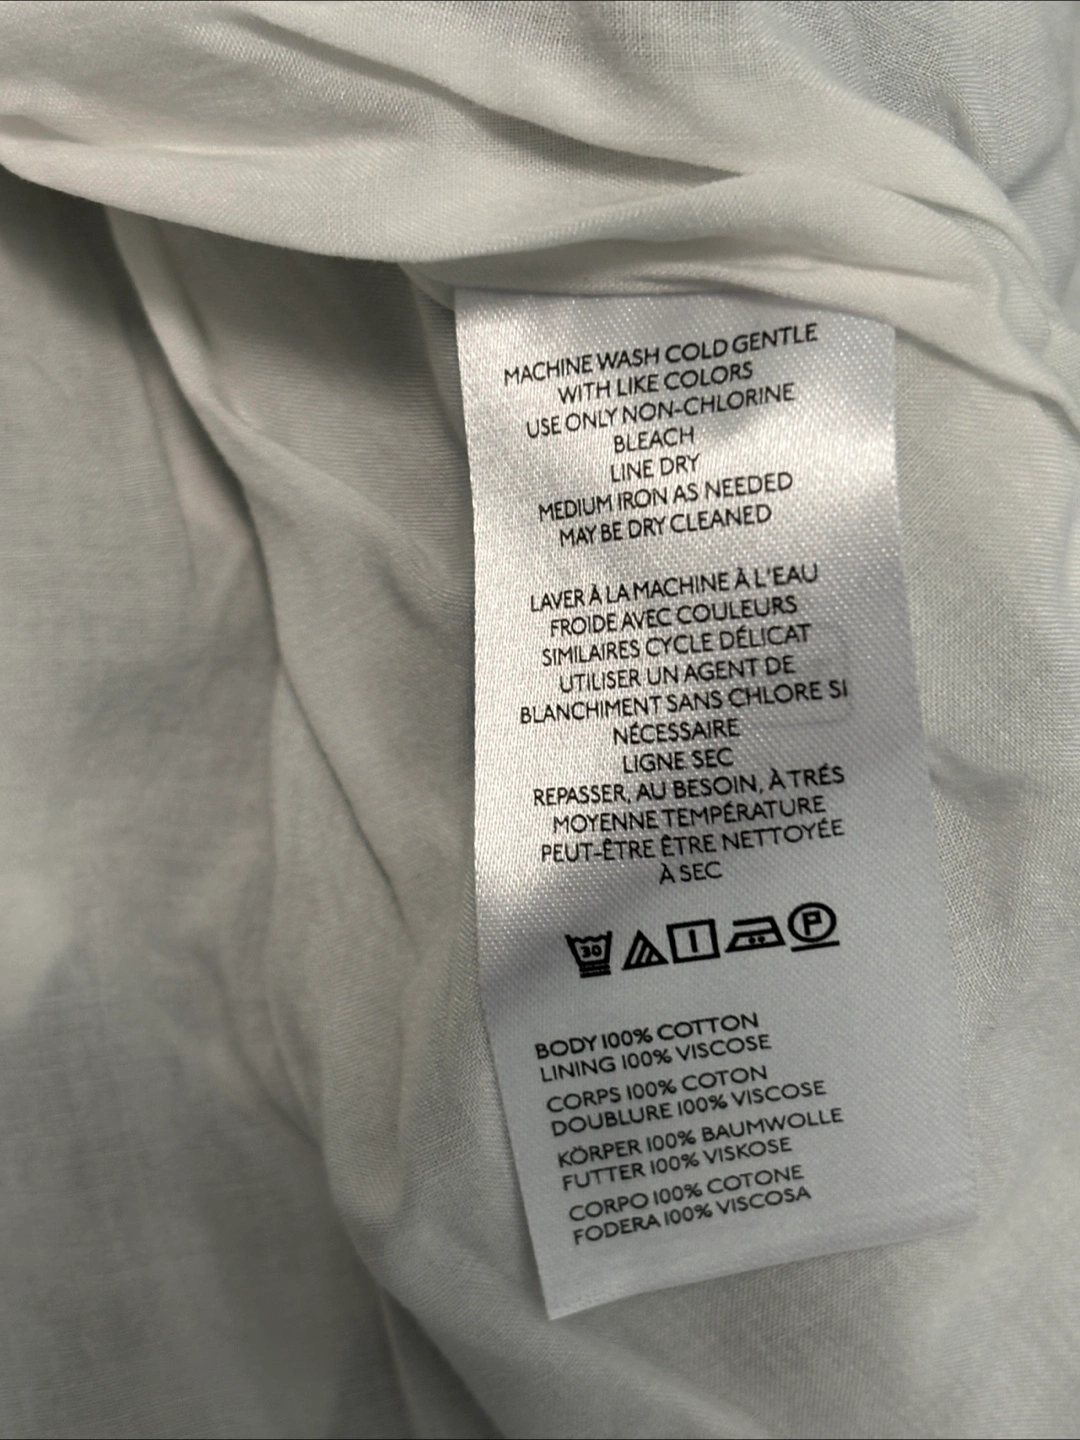 MACHINE WASH COLD GENTLE
WITH LIKE COLORS
USE ONLY NON-CHLORINE
BLEACH
LINE DRY
MEDIUM IRON AS NEEDED
MAY BE DRY CLEANED
LAVER À LA MACHINE À L'EAU
FROIDE AVEC COULEURS
SIMILAIRES CYCLE DÉLICAT
UTILISER UN AGENT DE
BLANCHIMENT SANS CHLORE SI
NÉCESSAIRE
LIGNE SEC
REPASSER, AU BESOIN, À TRÉS
MOYENNE TEMPÉRATURE
PEUT-ÊTRE ÊTRE NETTOYÉE
À SEC
30 P
BODY 100% COTTON
LINING 100% VISCOSE
CORPS 100% COTON
DOUBLURE 100% VISCOSE
KÖRPER 100% BAUMWOLLE
FUTTER 100% VISKOSE
CORPO 100% COTONE
FODERA 100% VISCOSA